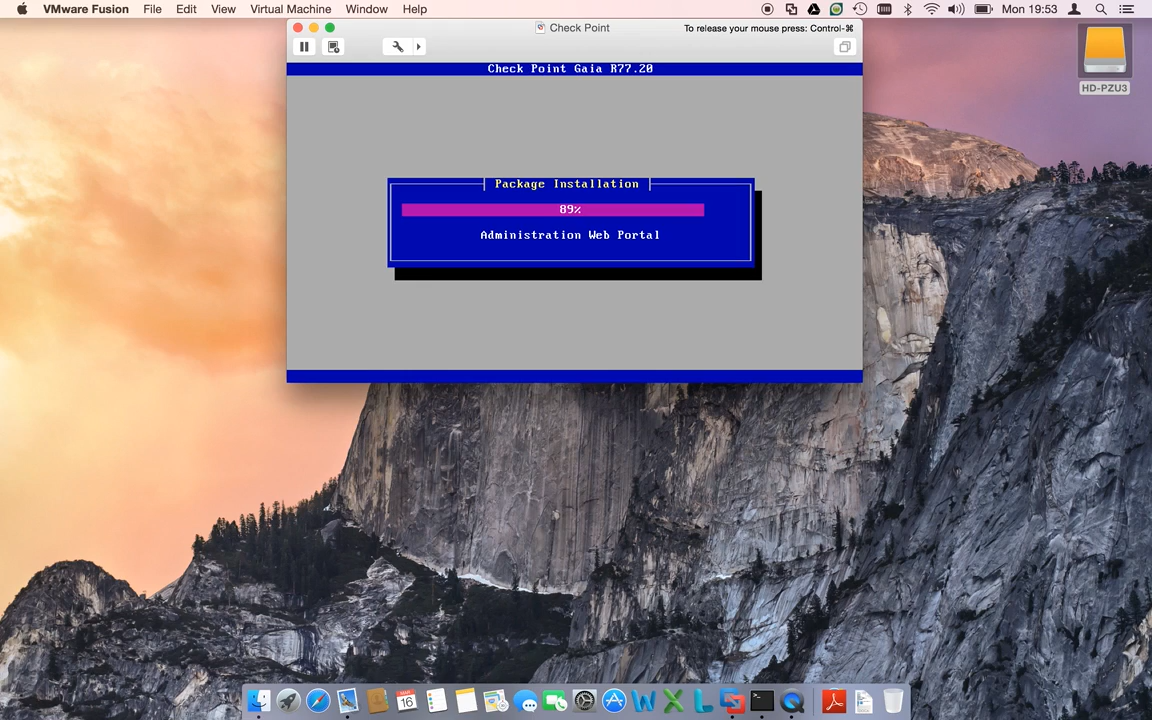 VMware Fusion File Edit View Virtual Machine Window Help Mon 19:53
Check Point To release your mouse press: Control-⌘
Check Point Gaia R77.20
HD-PZU3
Package Installation
89%
Administration Web Portal
16